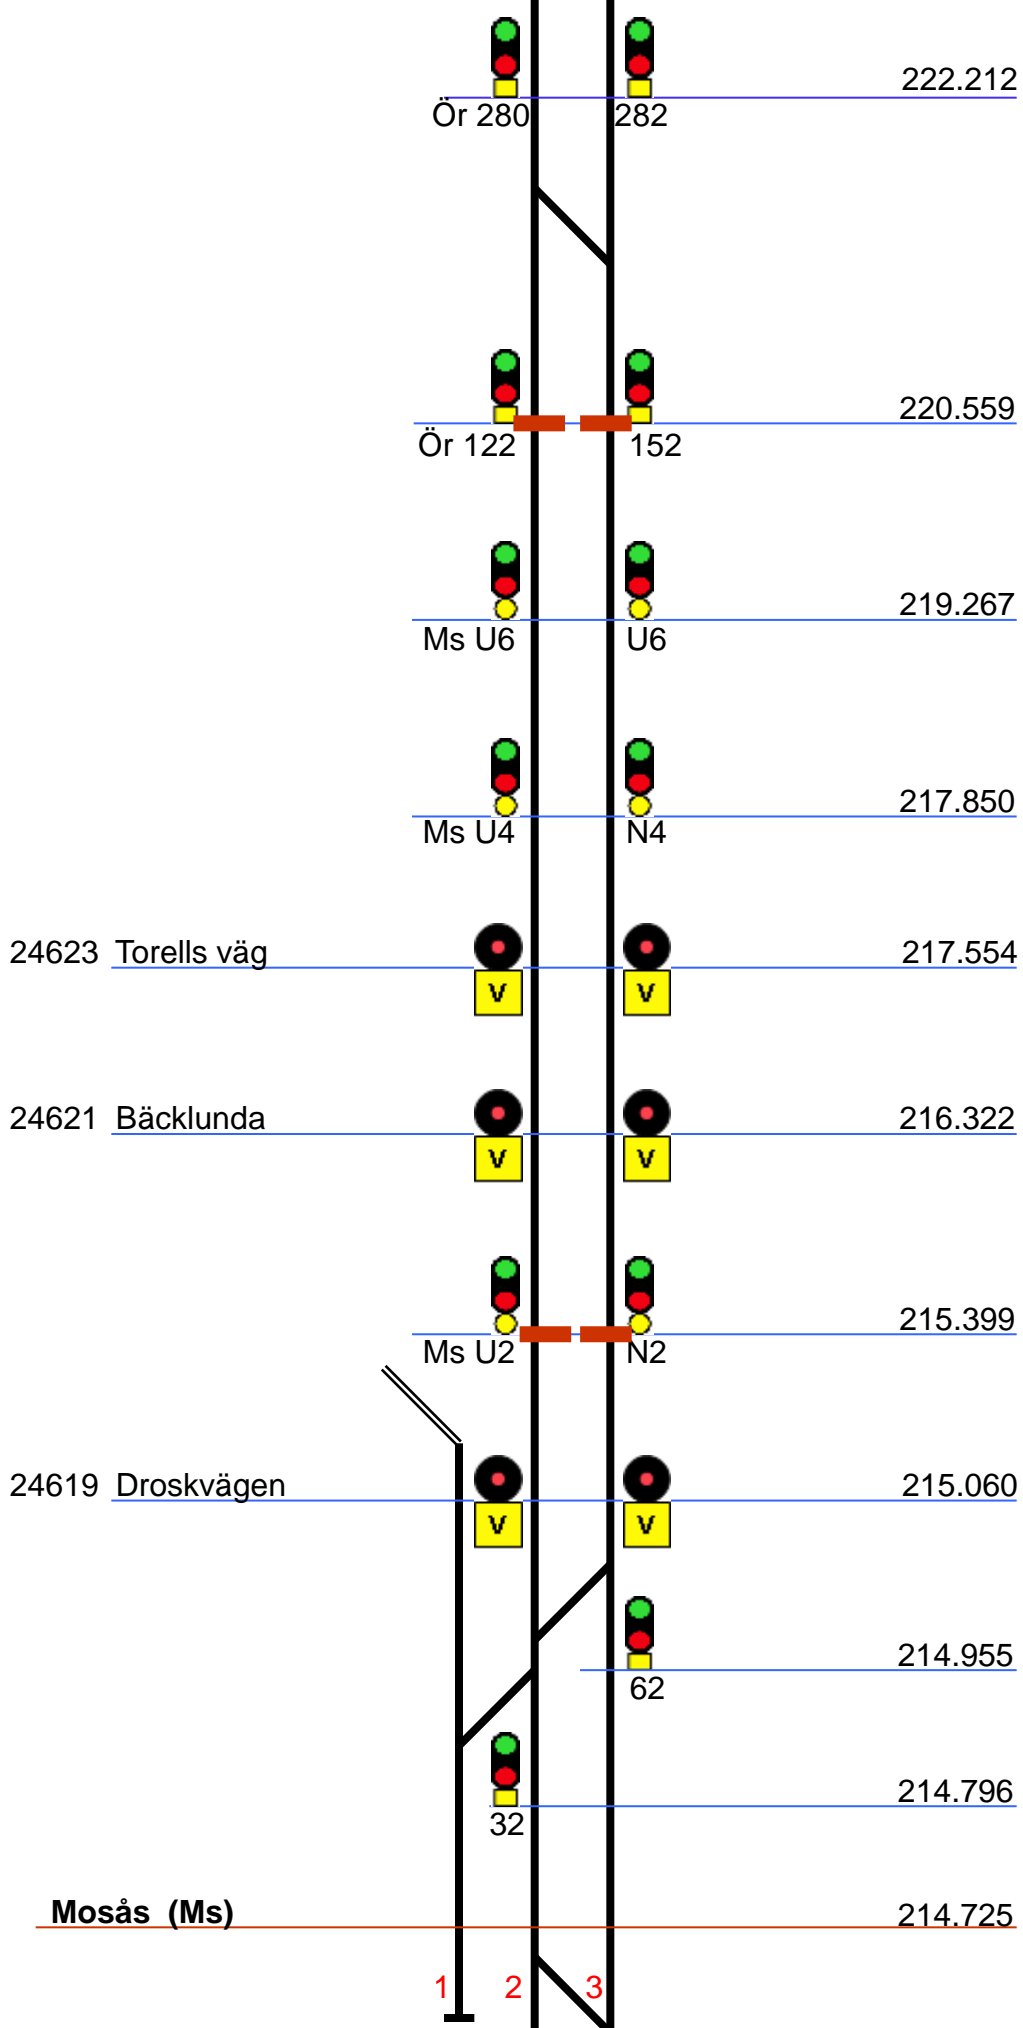 222.212
Ör 280 282
220.559
Ör 122 152
219.267
Ms U6 U6
217.850
Ms U4 N4
24623 Torells väg 217.554
V V
24621 Bäcklunda 216.322
V V
215.399
Ms U2 N2
24619 Droskvägen 215.060
V V
214.955
62
214.796
32
Mosås (Ms) 214.725
1 2 3